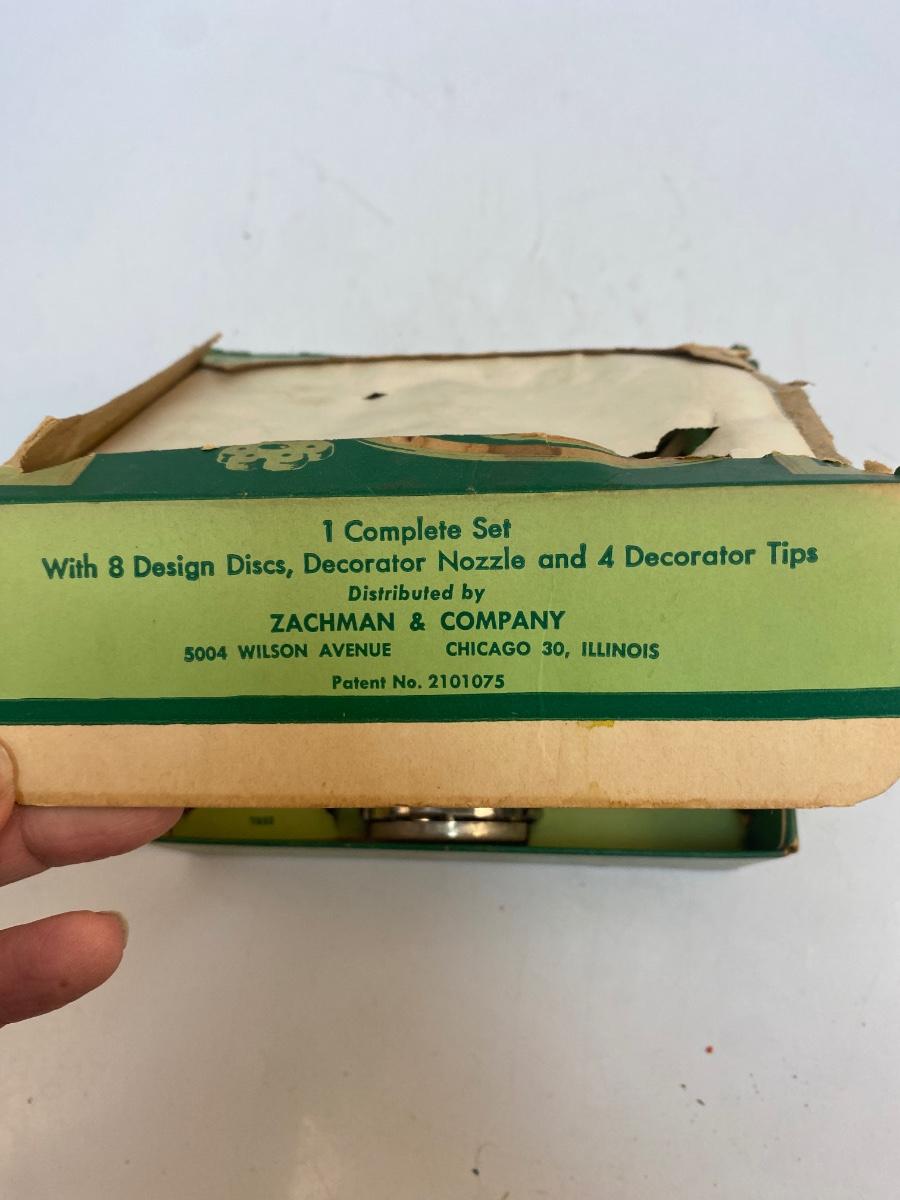 1 Complete Set
With 8 Design Discs, Decorator Nozzle and 4 Decorator Tips
Distributed by
ZACHMAN & COMPANY
5004 WILSON AVENUE CHICAGO 30, ILLINOIS
Patent No. 2101075